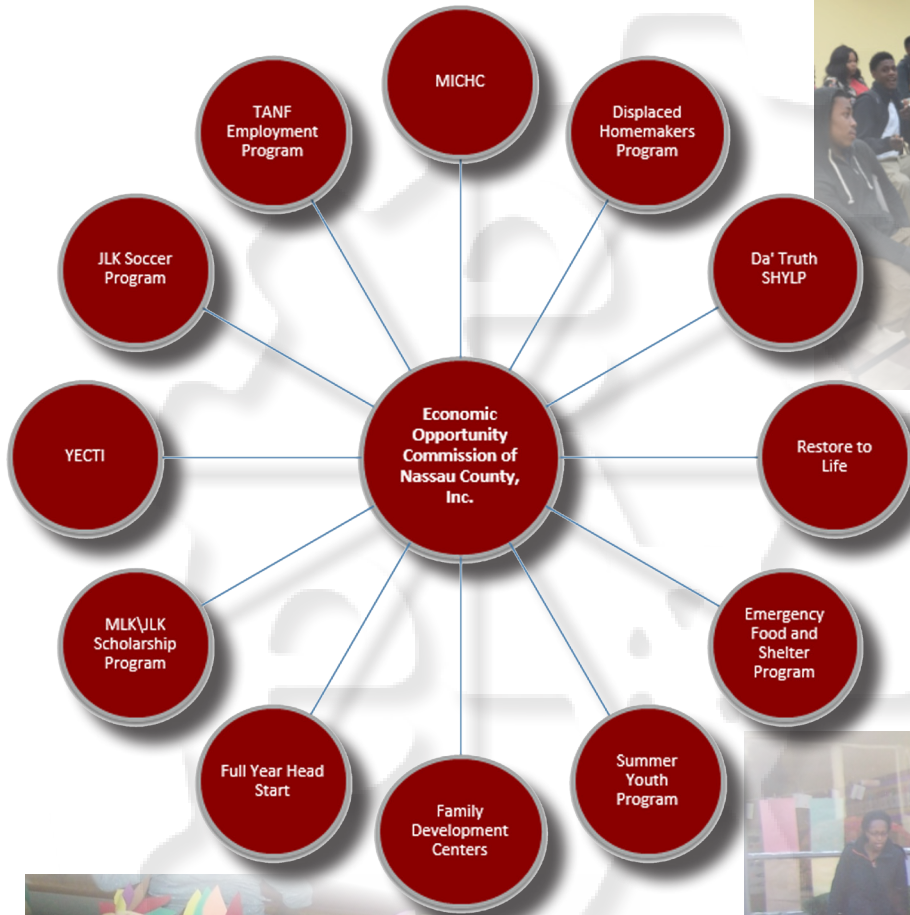 MICHC
Displaced
Homemakers
Program
Da' Truth
SHYLP
Restore to
Life
Emergency
Food and
Shelter
Program
Summer
Youth
Program
Family
Development
Centers
Full Year Head
Start
MLK\JLK
Scholarship
Program
YECTI
JLK Soccer
Program
TANF
Employment
Program
Economic
Opportunity
Commission of
Nassau County,
Inc.